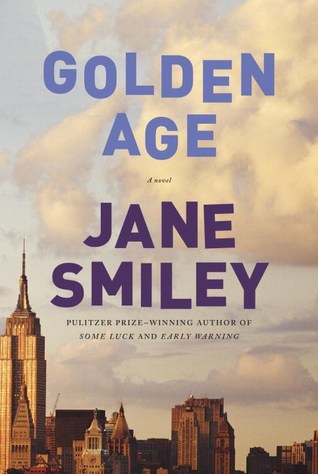 GOLDEN
AGE
A novel
JANE
SMILEY
PULITZER PRIZE–WINNING AUTHOR OF
SOME LUCK AND EARLY WARNING